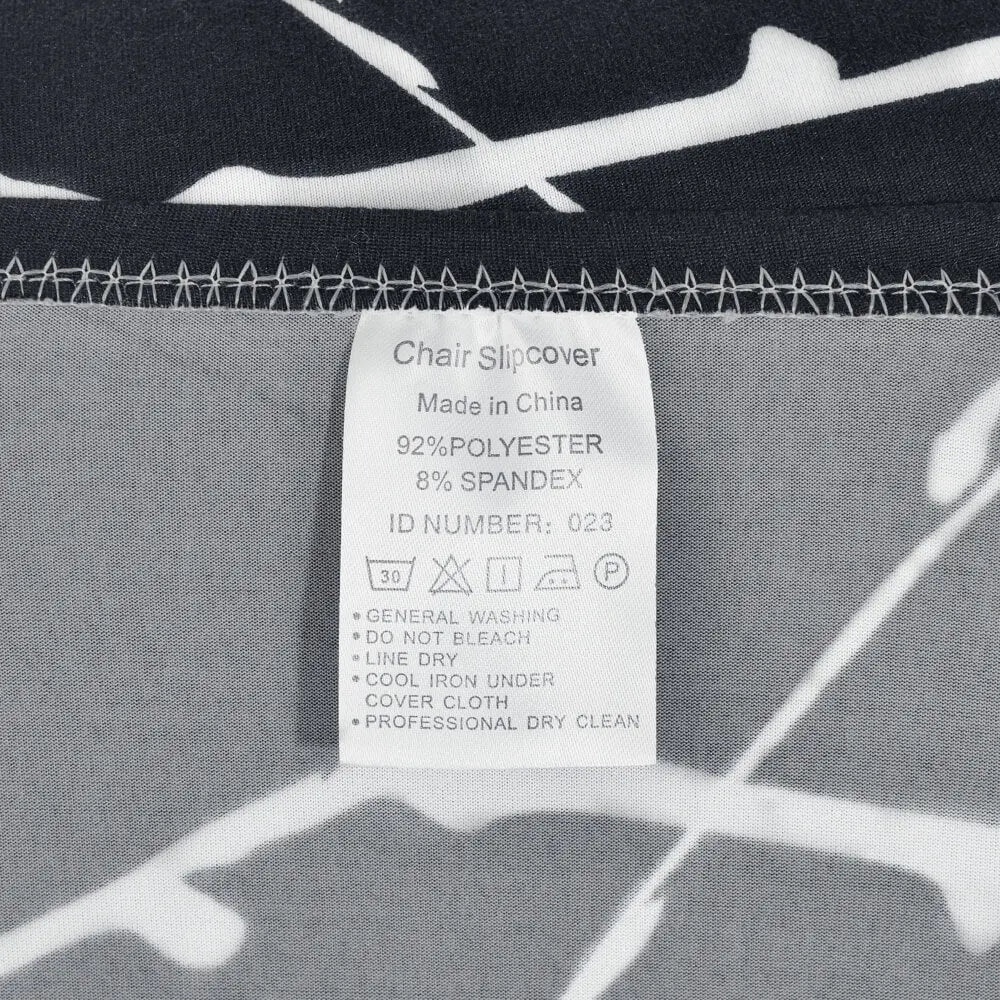 Chair Slipcover
Made in China
92%POLYESTER
8% SPANDEX
ID NUMBER: 023
30 P
• GENERAL WASHING
• DO NOT BLEACH
• LINE DRY
• COOL IRON UNDER
COVER CLOTH
• PROFESSIONAL DRY CLEAN